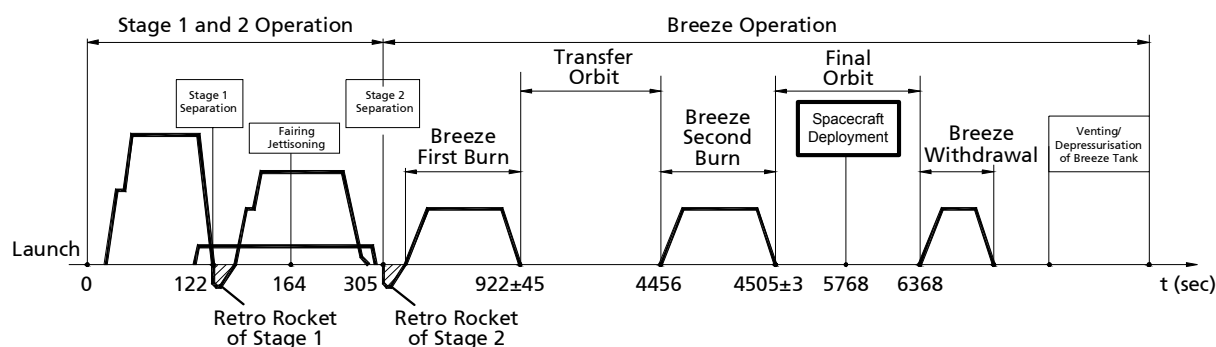 Stage 1 and 2 Operation
Breeze Operation
Transfer
Orbit
Final
Orbit
Stage 1
Separation
Stage 2
Separation
Fairing
Jettisoning
Breeze
First Burn
Breeze
Second
Burn
Spacecraft
Deployment
Breeze
Withdrawal
Venting/
Depressurisation
of Breeze Tank
Launch
0 122 164 305 922±45 4456 4505±3 5768 6368 t (sec)
Retro Rocket
of Stage 1
Retro Rocket
of Stage 2